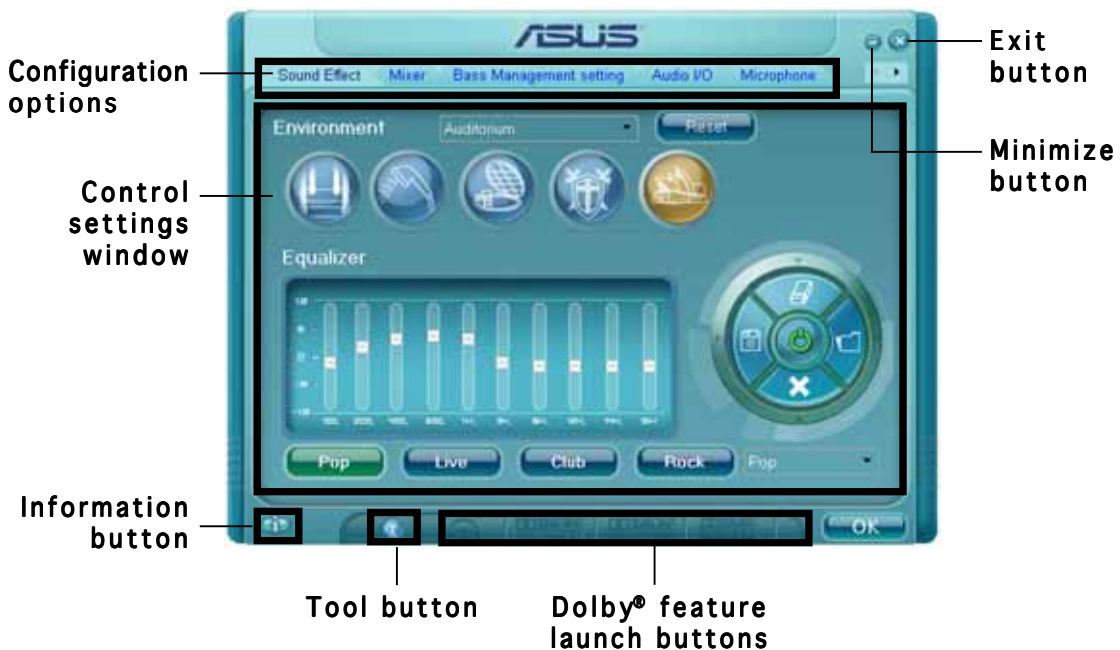 ASUS
Exit
button
Configuration
options
Sound Effect Mixer Bass Management setting Audio I/O Microphone
Environment Auditorium Reset
Minimize
button
Control
settings
window
Equalizer
Pop Live Club Rock Pop
Information
button
OK
Tool button
Dolby® feature
launch buttons